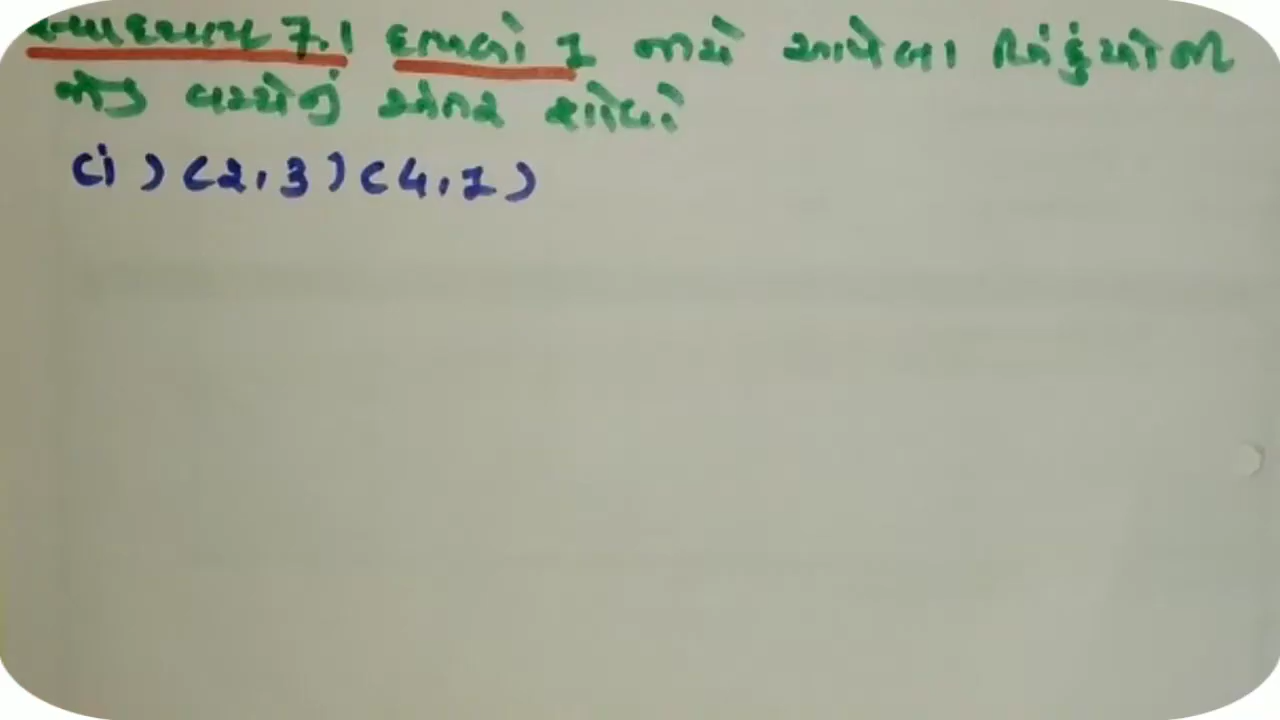 સ્વાધ્યાય 7.1 દાખલો 1 નીચે આપેલા બિંદુઓની
જોડ વચ્ચેનું અંતર શોધો
(i) (2, 3) (4, 1)